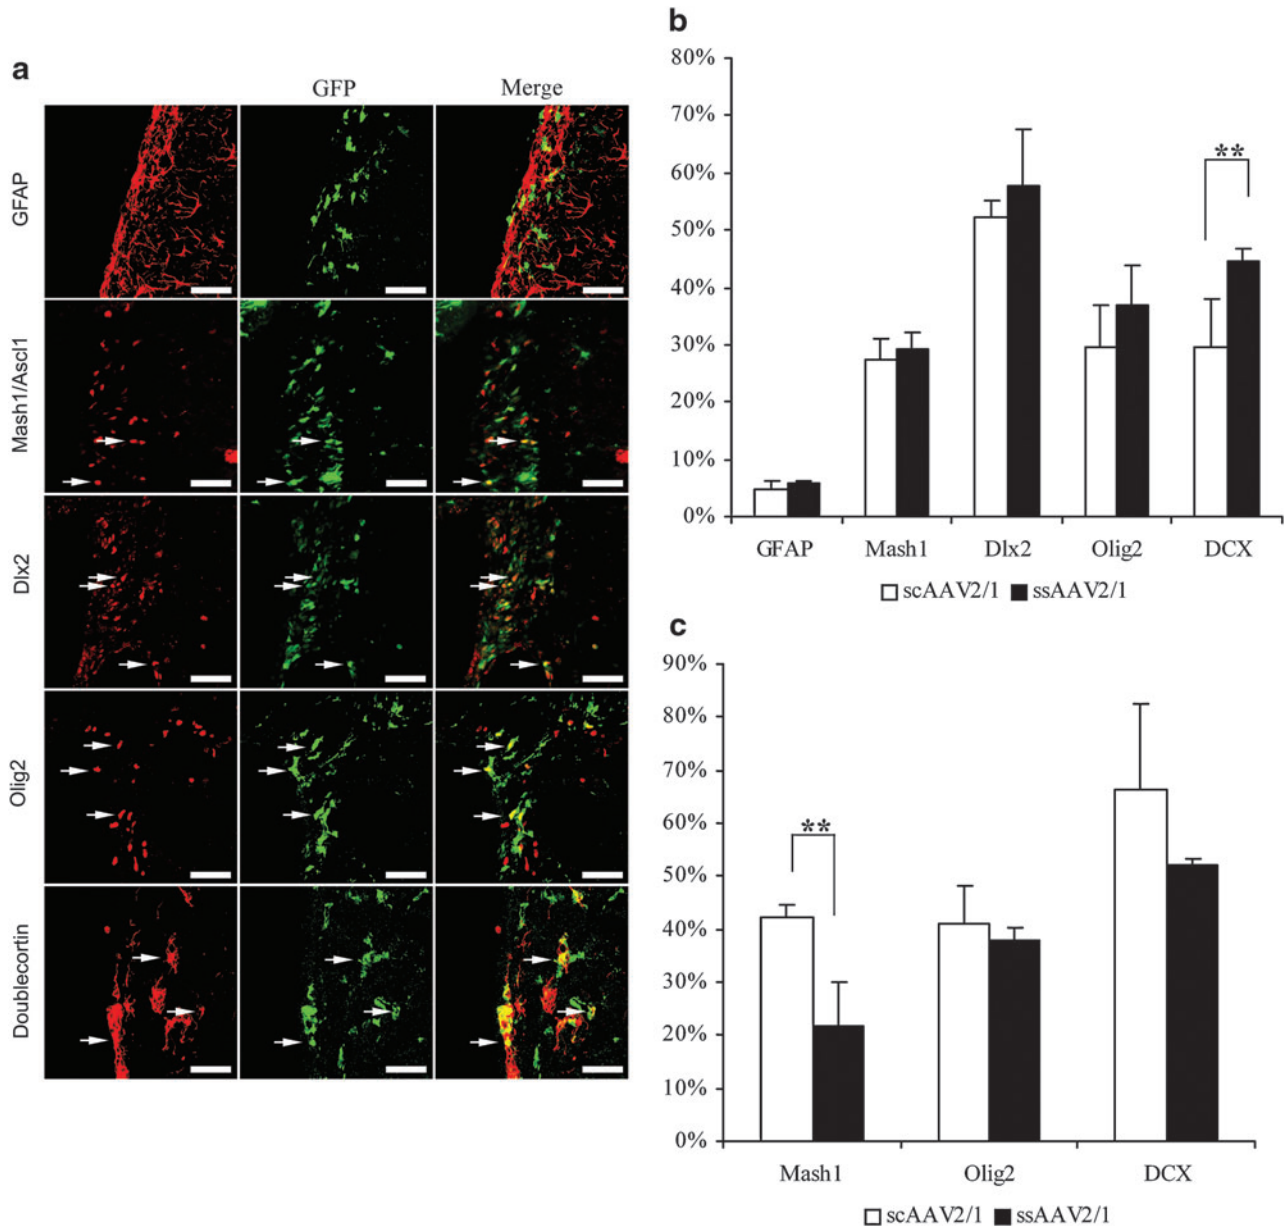 a
GFP Merge
GFAP
Mash1/Ascl1
Dlx2
Olig2
Doublecortin
b
80%
70%
60%
50%
40%
30%
20%
10%
0%
**
GFAP Mash1 Dlx2 Olig2 DCX
scAAV2/1 ssAAV2/1
c
90%
80%
70%
60%
50%
40%
30%
20%
10%
0%
**
Mash1 Olig2 DCX
scAAV2/1 ssAAV2/1